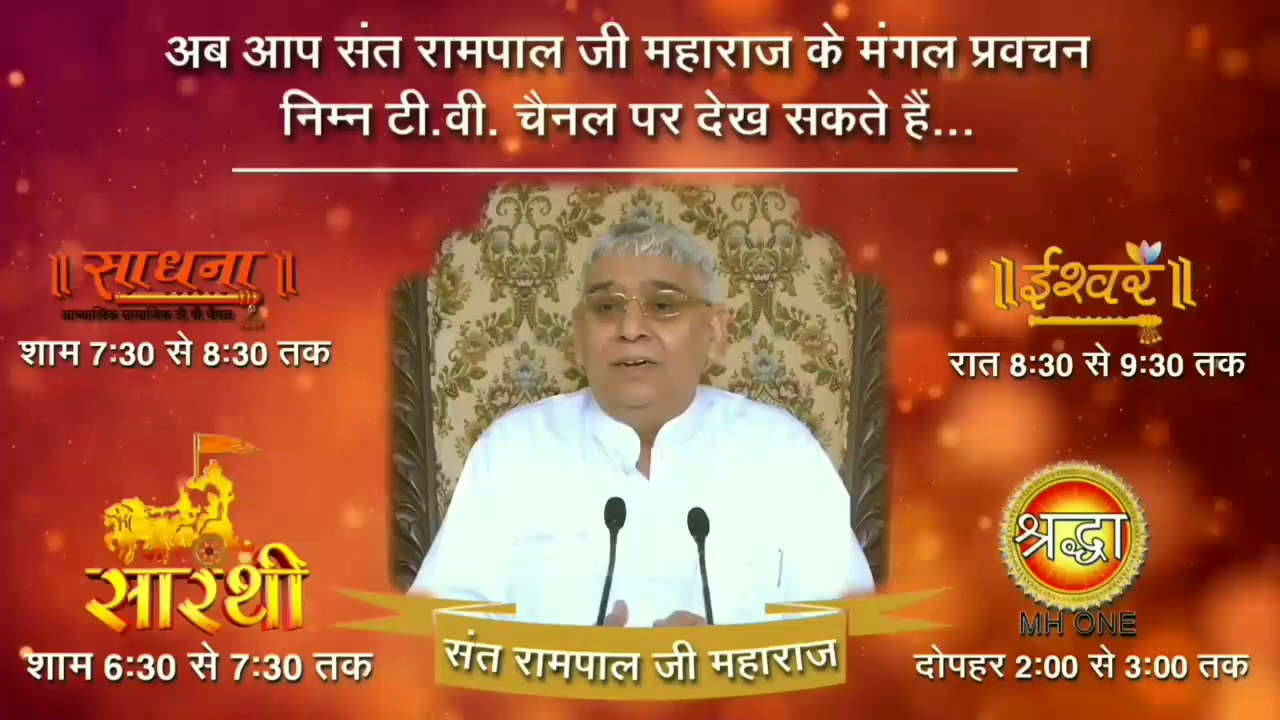 अब आप संत रामपाल जी महाराज के मंगल प्रवचन
निम्न टी.वी. चैनल पर देख सकते हैं...
॥ साधना ॥
आध्यात्मिक सामाजिक टी.वी. चैनल
शाम 7:30 से 8:30 तक
॥ ईश्वर ॥
रात 8:30 से 9:30 तक
सारथी
शाम 6:30 से 7:30 तक
श्रद्धा
MH ONE
दोपहर 2:00 से 3:00 तक
संत रामपाल जी महाराज